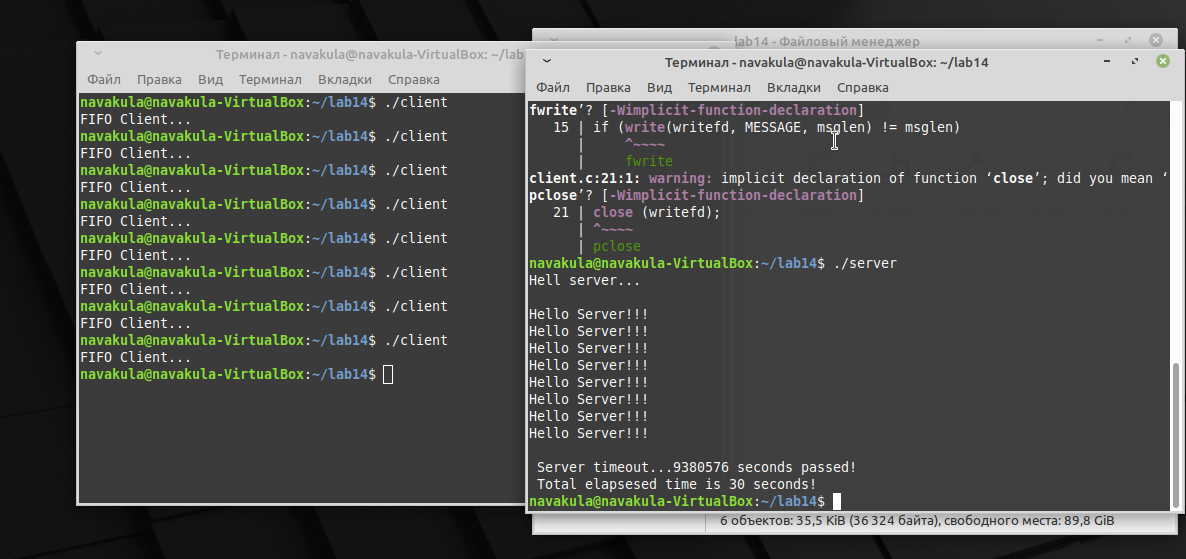 Терминал - navakula@navakula-VirtualBox: ~/lab
Файл Правка Вид Терминал Вкладки Справка
navakula@navakula-VirtualBox:~/lab14$ ./client
FIFO Client...
navakula@navakula-VirtualBox:~/lab14$ ./client
FIFO Client...
navakula@navakula-VirtualBox:~/lab14$ ./client
FIFO Client...
navakula@navakula-VirtualBox:~/lab14$ ./client
FIFO Client...
navakula@navakula-VirtualBox:~/lab14$ ./client
FIFO Client...
navakula@navakula-VirtualBox:~/lab14$ ./client
FIFO Client...
navakula@navakula-VirtualBox:~/lab14$ ./client
FIFO Client...
navakula@navakula-VirtualBox:~/lab14$ ./client
FIFO Client...
navakula@navakula-VirtualBox:~/lab14$
lab14 - Файловый менеджер
Терминал - navakula@navakula-VirtualBox: ~/lab14
Файл Правка Вид Терминал Вкладки Справка
fwrite’? [-Wimplicit-function-declaration]
15 | if (write(writefd, MESSAGE, msglen) != msglen)
| ^~~~~
| fwrite
client.c:21:1: warning: implicit declaration of function ‘close’; did you mean ‘
pclose’? [-Wimplicit-function-declaration]
21 | close (writefd);
| ^~~~~
| pclose
navakula@navakula-VirtualBox:~/lab14$ ./server
Hell server...
Hello Server!!!
Hello Server!!!
Hello Server!!!
Hello Server!!!
Hello Server!!!
Hello Server!!!
Hello Server!!!
Hello Server!!!
Server timeout...9380576 seconds passed!
Total elapsesed time is 30 seconds!
navakula@navakula-VirtualBox:~/lab14$
6 объектов: 35,5 KiB (36 324 байта), свободного места: 89,8 GiB